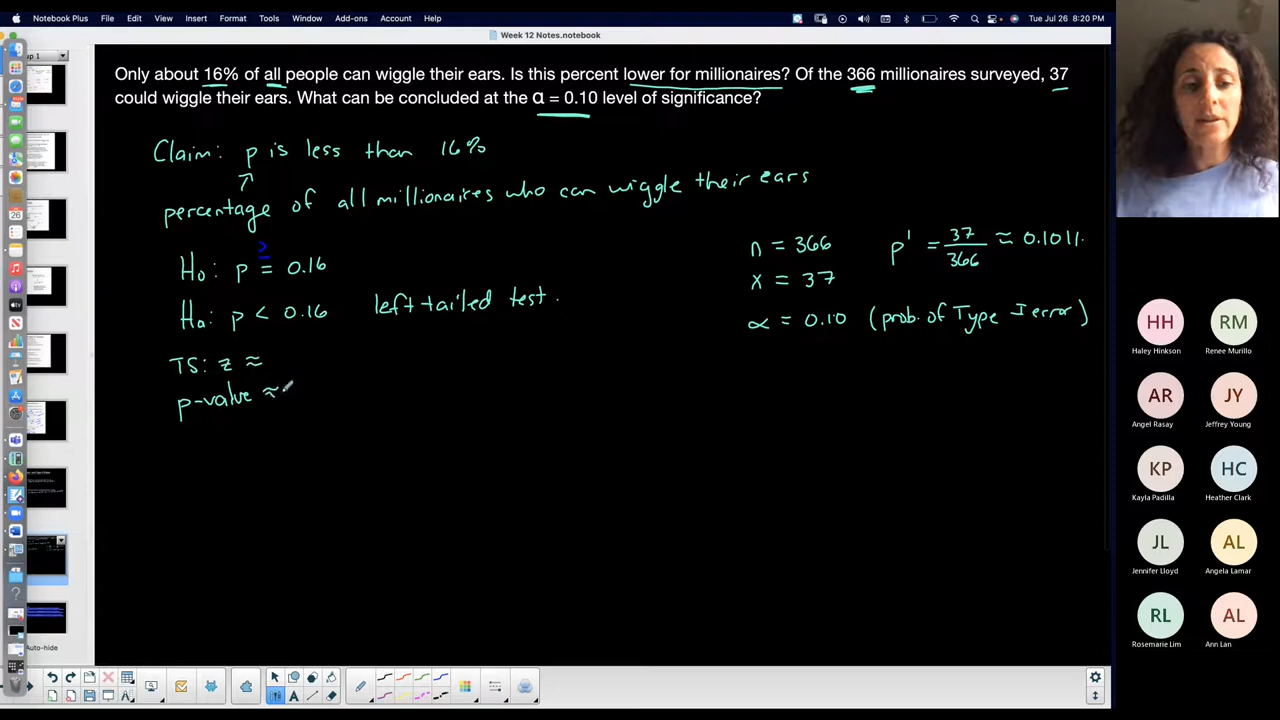 Notebook Plus File Edit Insert Format Tools Window Add-ons Account Help
Tue Jul 26 8:20 PM
Week 12 Notes.notebook
Only about 16% of all people can wiggle their ears. Is this percent lower for millionaires? Of the 366 millionaires surveyed, 37
could wiggle their ears. What can be concluded at the α = 0.10 level of significance?
Claim: p is less than 16%
percentage of all millionaires who can wiggle their ears
≥
H₀: p = 0.16
Hₐ: p < 0.16 left tailed test.
TS: z ≈
p-value ≈
n = 366 p' = 37/366 ≈ 0.1011
x = 37
α = 0.10 (prob. of Type I error)
HH
Haley Hinkson
RM
Renee Murillo
AR
Angel Rasay
JY
Jeffrey Young
KP
Kayla Padilla
HC
Heather Clark
JL
Jennifer Lloyd
AL
Angela Lamar
RL
Rosemarie Lim
AL
Ann Lan
Auto-hide